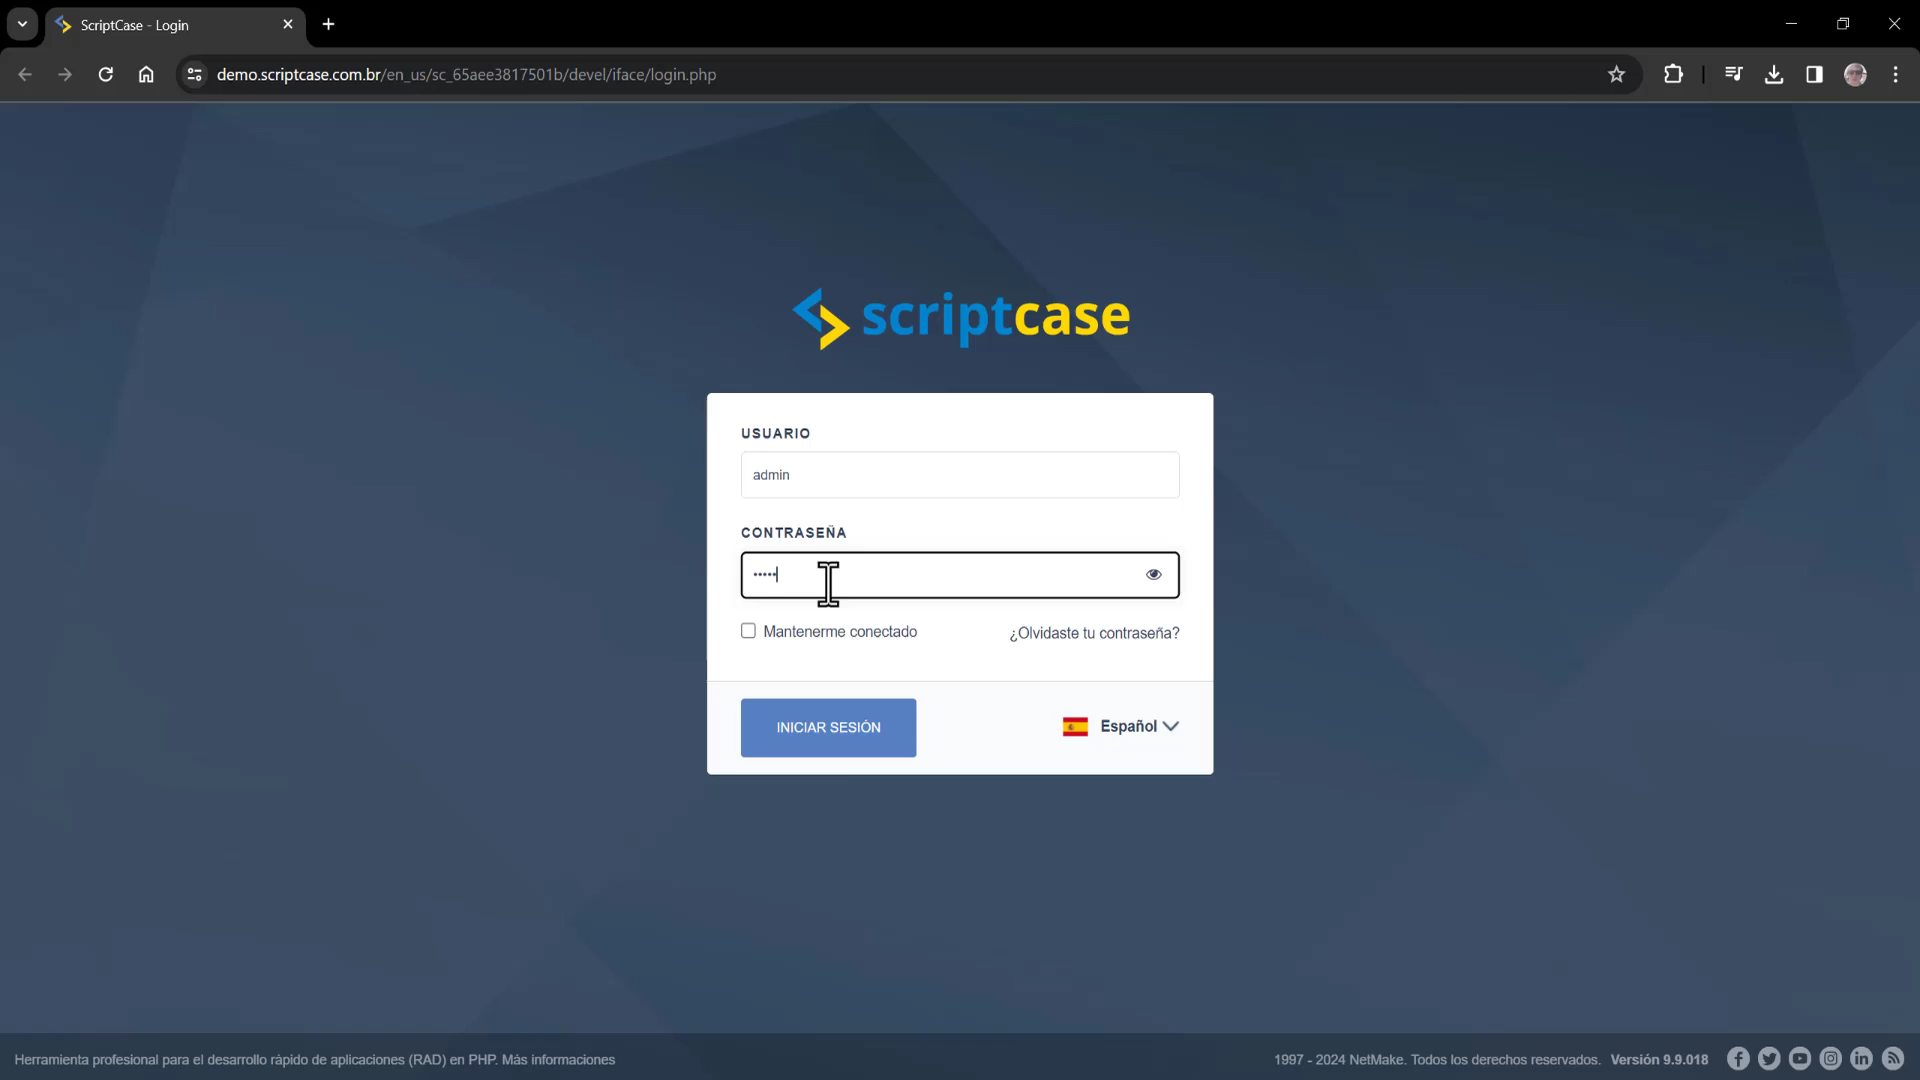 ScriptCase - Login
demo.scriptcase.com.br/en_us/sc_65aee3817501b/devel/iface/login.php
scriptcase
USUARIO
admin
CONTRASEÑA
•••••
Mantenerme conectado
¿Olvidaste tu contraseña?
INICIAR SESIÓN
Español
Herramienta profesional para el desarrollo rápido de aplicaciones (RAD) en PHP. Más informaciones
1997 - 2024 NetMake. Todos los derechos reservados. Versión 9.9.018